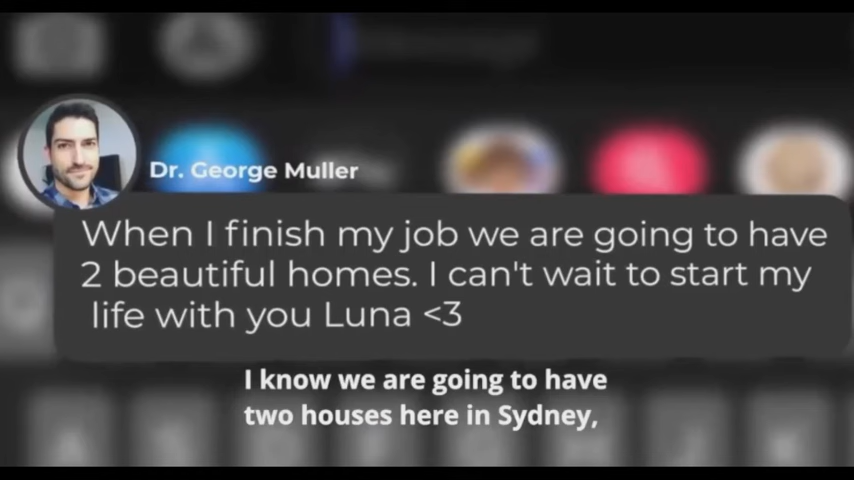 Dr. George Muller
When I finish my job we are going to have
2 beautiful homes. I can't wait to start my
life with you Luna <3
I know we are going to have
two houses here in Sydney,